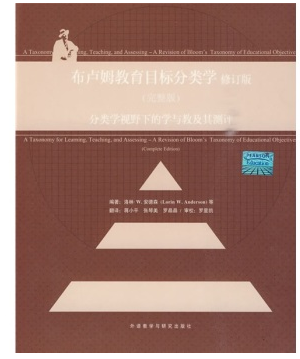 A Taxonomy for Learning, Teaching, and Assessing – A Revision of Bloom's Taxonomy of Educational Objectives
布卢姆教育目标分类学 修订版
(完整版)
分类学视野下的学与教及其测评
A Taxonomy for Learning, Teaching, and Assessing – A Revision of Bloom's Taxonomy of Educational Objectives
(Complete Edition)
PEARSON
Education
编著：洛林·W. 安德森 (Lorin W. Anderson) 等
翻译：蒋小平 张琴美 罗晶晶 / 审校：罗星凯
外语教学与研究出版社